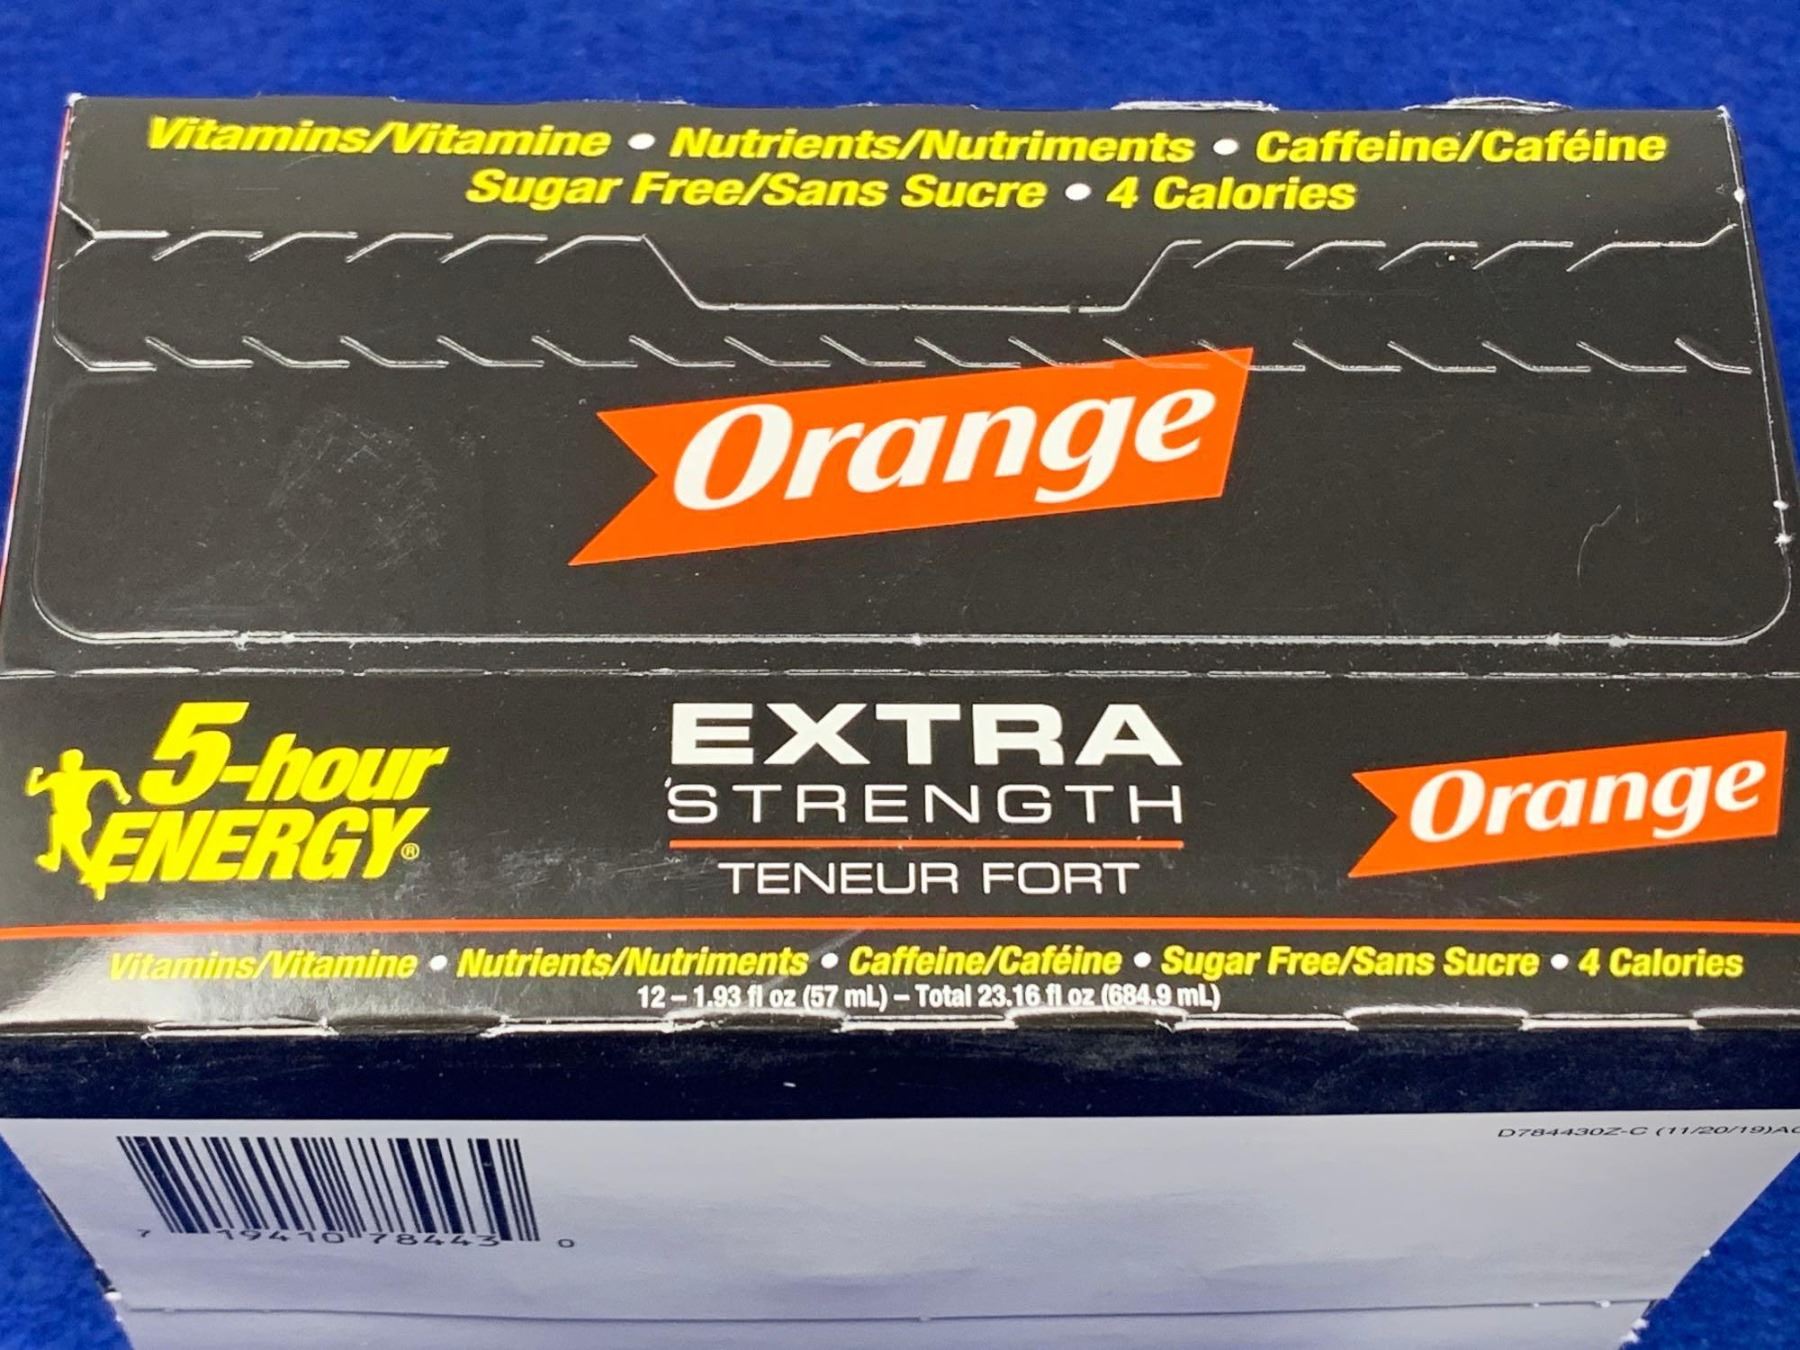 Vitamins/Vitamine • Nutrients/Nutriments • Caffeine/Caféine
Sugar Free/Sans Sucre • 4 Calories
Orange
5-hour
ENERGY®
EXTRA
STRENGTH
TENEUR FORT
Orange
Vitamins/Vitamine • Nutrients/Nutriments • Caffeine/Caféine • Sugar Free/Sans Sucre • 4 Calories
12 – 1.93 fl oz (57 mL) – Total 23.16 fl oz (684.9 mL)
D784430Z-C (11/20/19)
7 19410 78443 0